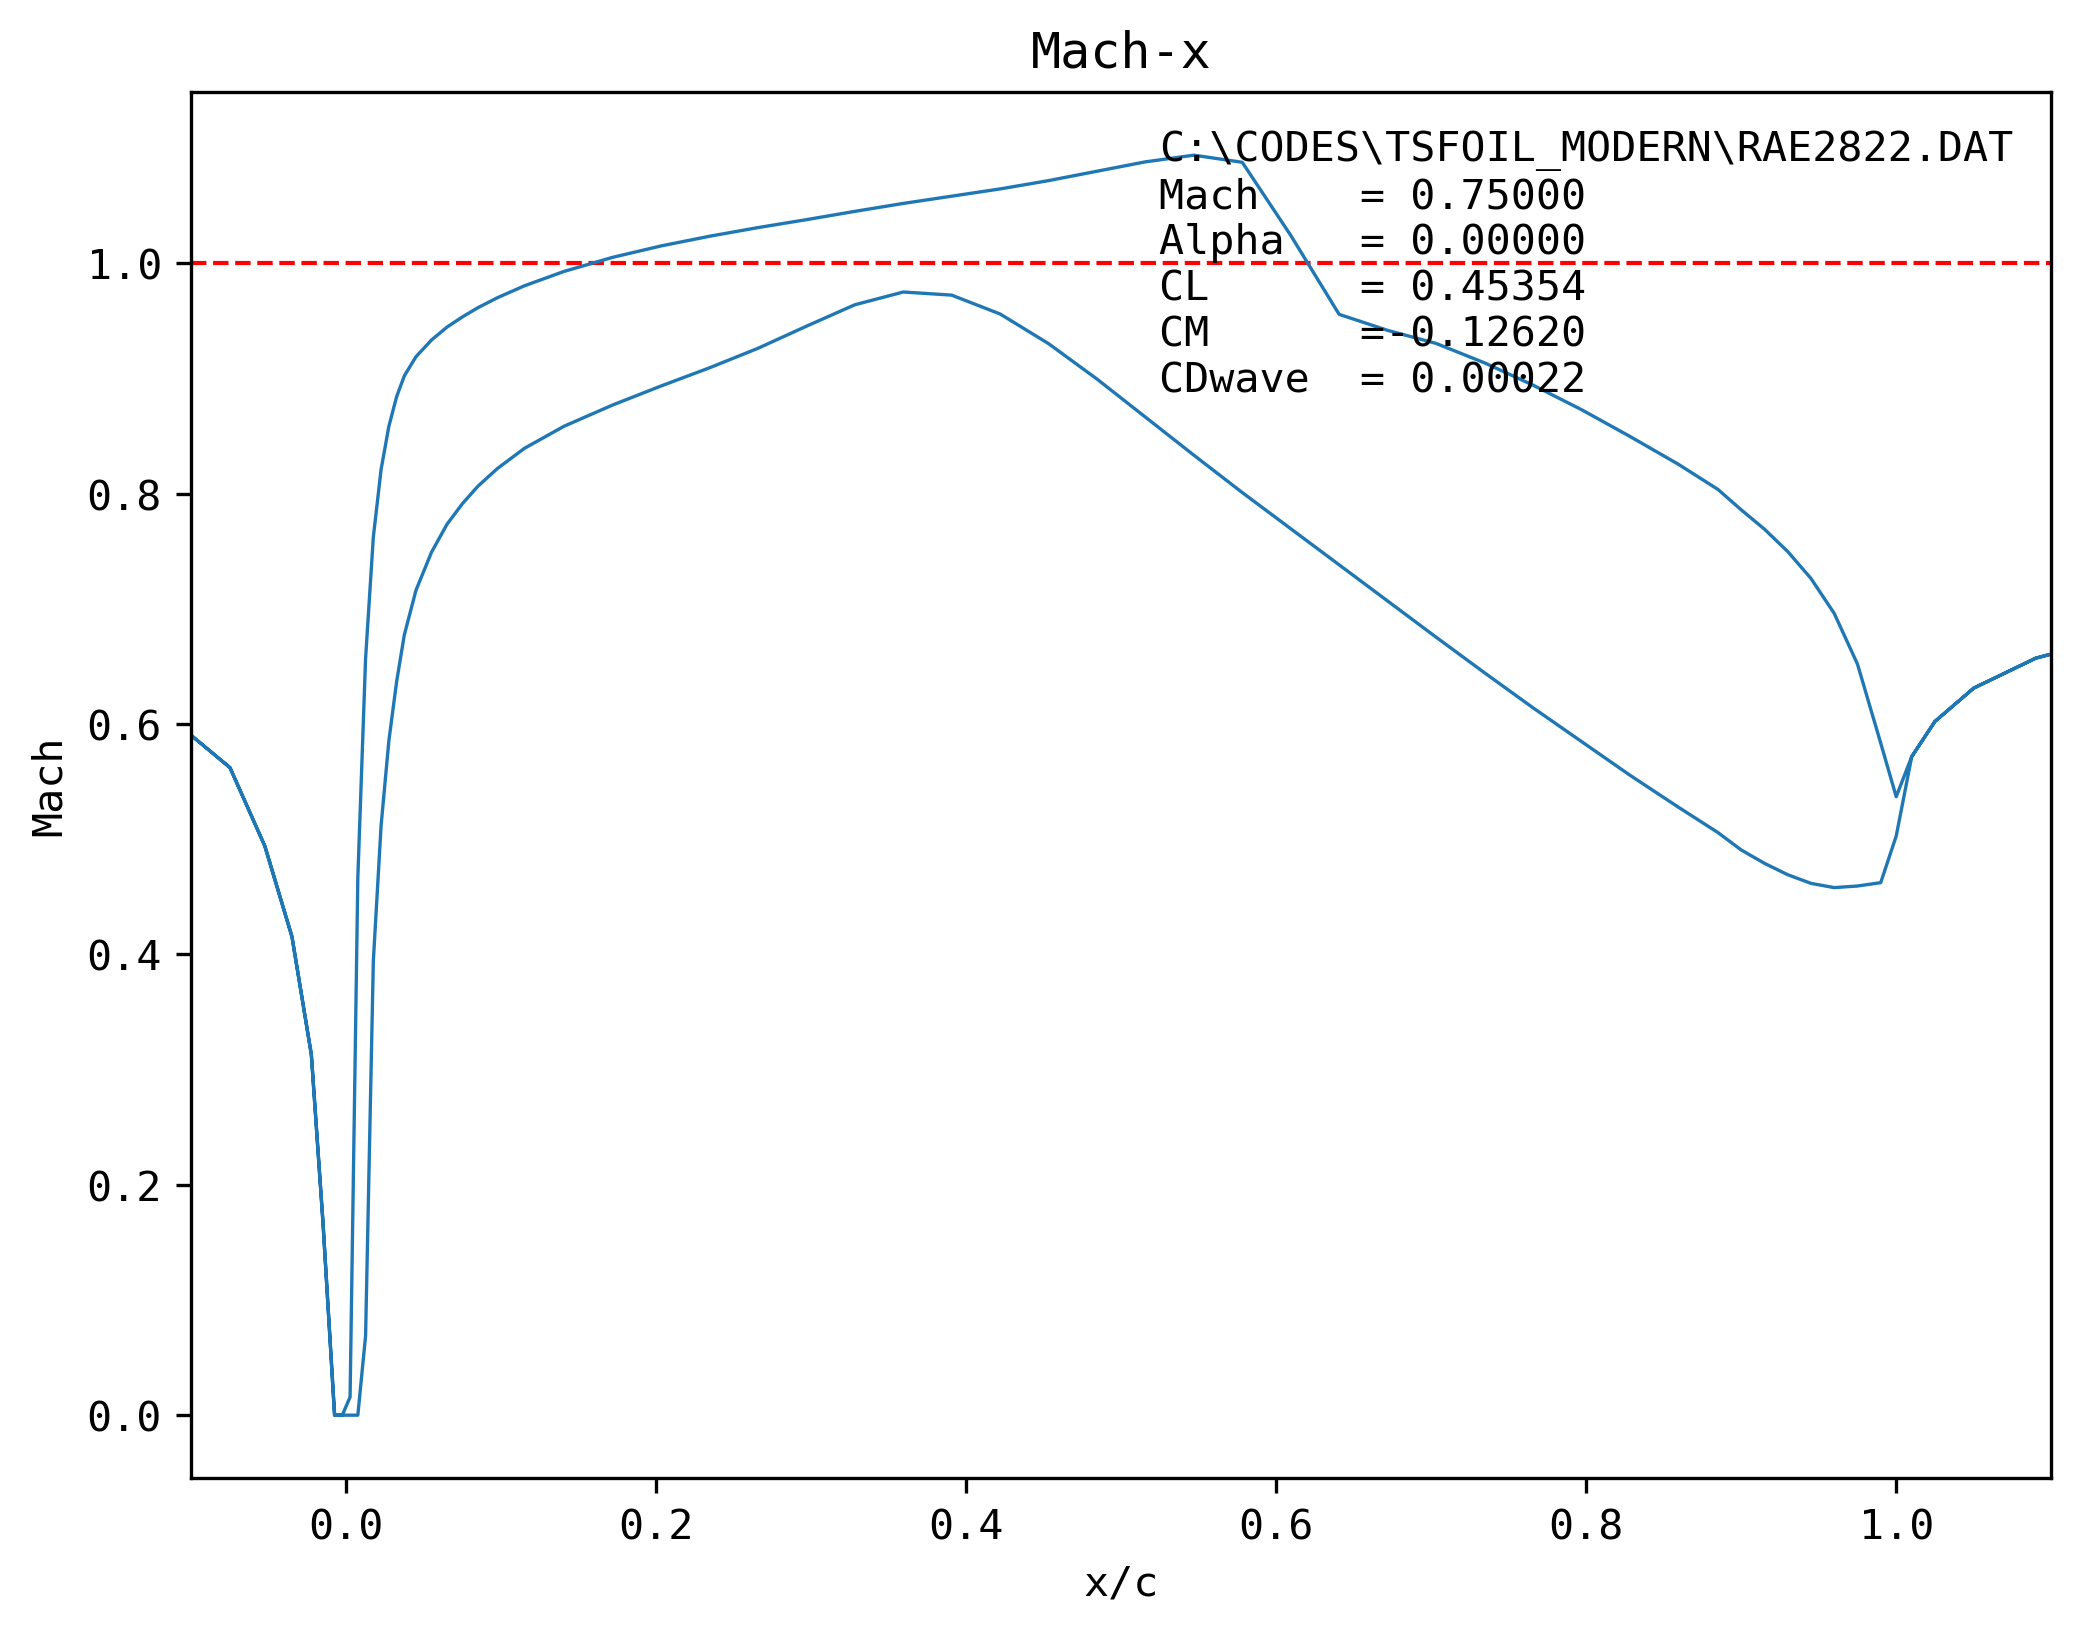 Mach-x
C:\CODES\TSFOIL_MODERN\RAE2822.DAT
Mach    = 0.75000
Alpha   = 0.00000
CL      = 0.45354
CM      =-0.12620
CDwave  = 0.00022
1.0
0.8
0.6
0.4
0.2
0.0
Mach
0.0 0.2 0.4 0.6 0.8 1.0
x/c